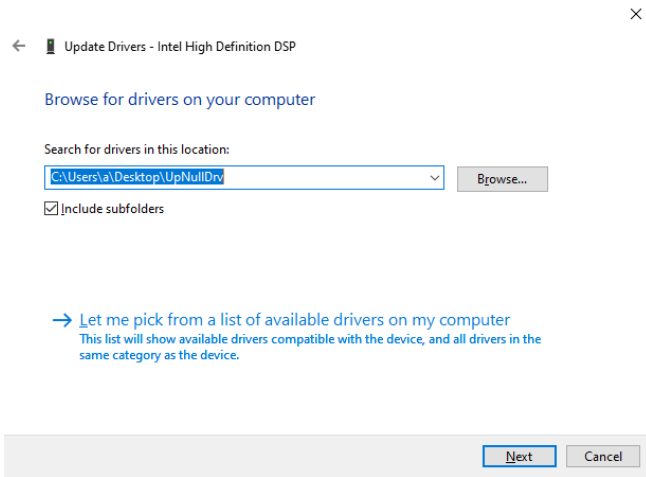 Update Drivers - Intel High Definition DSP
Browse for drivers on your computer
Search for drivers in this location:
C:\Users\a\Desktop\UpNullDrv
Browse...
Include subfolders
Let me pick from a list of available drivers on my computer
This list will show available drivers compatible with the device, and all drivers in the
same category as the device.
Next
Cancel